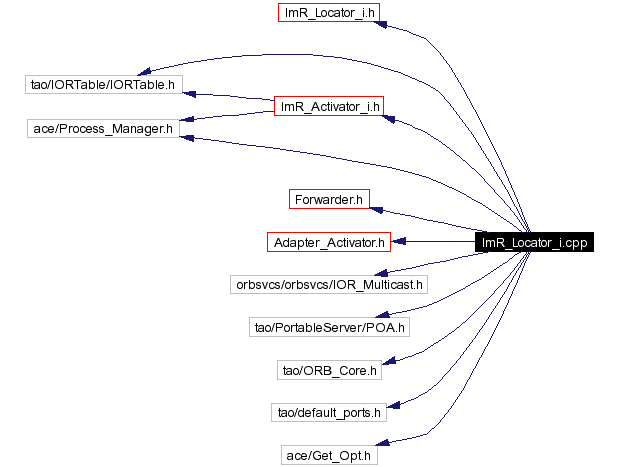 ImR_Locator_i.h
tao/IORTable/IORTable.h
ImR_Activator_i.h
ace/Process_Manager.h
Forwarder.h
Adapter_Activator.h
ImR_Locator_i.cpp
orbsvcs/orbsvcs/IOR_Multicast.h
tao/PortableServer/POA.h
tao/ORB_Core.h
tao/default_ports.h
ace/Get_Opt.h